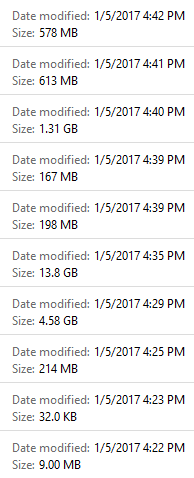 Date modified: 1/5/2017 4:42 PM
Size: 578 MB
Date modified: 1/5/2017 4:41 PM
Size: 613 MB
Date modified: 1/5/2017 4:40 PM
Size: 1.31 GB
Date modified: 1/5/2017 4:39 PM
Size: 167 MB
Date modified: 1/5/2017 4:39 PM
Size: 198 MB
Date modified: 1/5/2017 4:35 PM
Size: 13.8 GB
Date modified: 1/5/2017 4:29 PM
Size: 4.58 GB
Date modified: 1/5/2017 4:25 PM
Size: 214 MB
Date modified: 1/5/2017 4:23 PM
Size: 32.0 KB
Date modified: 1/5/2017 4:22 PM
Size: 9.00 MB